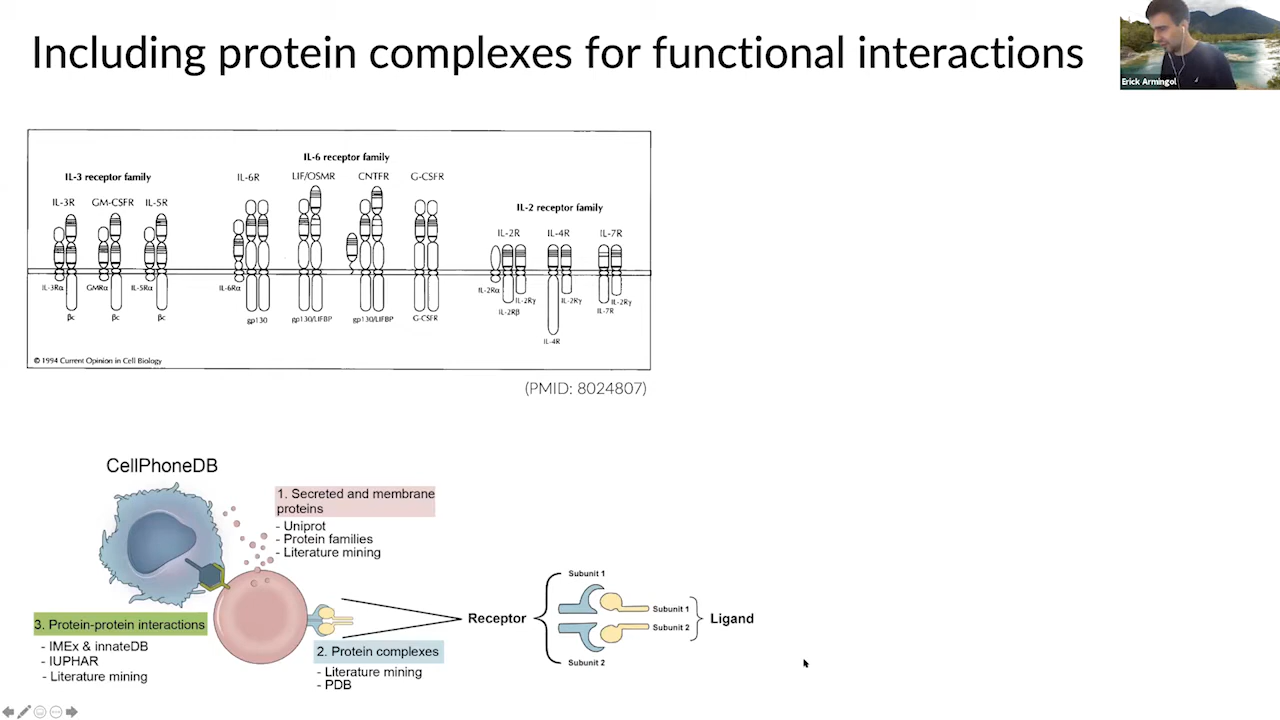 Including protein complexes for functional interactions
Erick Armingol
IL-6 receptor family
IL-3 receptor family
IL-6R LIF/OSMR CNTFR G-CSFR
IL-3R GM-CSFR IL-5R
IL-2 receptor family
IL-2R IL-4R IL-7R
IL-3Rα GMRα IL-5Rα IL-6Rα IL-2Rα
IL-2Rγ IL-2Rγ IL-2Rγ
IL-2Rβ IL-7R
βc βc βc gp130 gp130/LIFBP gp130/LIFBP G-CSFR
IL-4R
© 1994 Current Opinion in Cell Biology
(PMID: 8024807)
CellPhoneDB
1. Secreted and membrane
proteins
- Uniprot
- Protein families
- Literature mining
3. Protein-protein interactions
- IMEx & innateDB
- IUPHAR
- Literature mining
2. Protein complexes
- Literature mining
- PDB
Receptor
Subunit 1
Subunit 2
Subunit 1
Subunit 2
Ligand